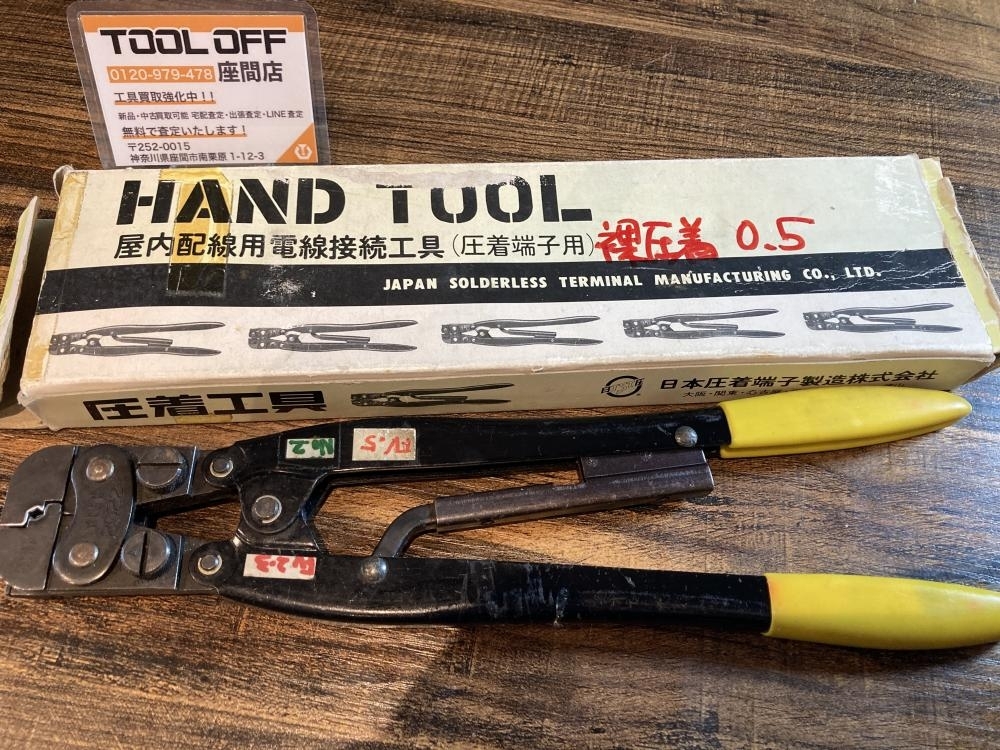 TOOL OFF
0120-979-478 座間店
工具買取強化中!!
新品・中古買取可能 宅配査定・出張査定・LINE査定
無料で査定いたします!
〒252-0015
神奈川県座間市南栗原1-12-3
HAND TOOL
屋内配線用電線接続工具(圧着端子用) 裸圧着 0.5
JAPAN SOLDERLESS TERMINAL MANUFACTURING CO., LTD.
圧着工具
日本圧着端子製造株式会社
大阪・関東・名古
No.2